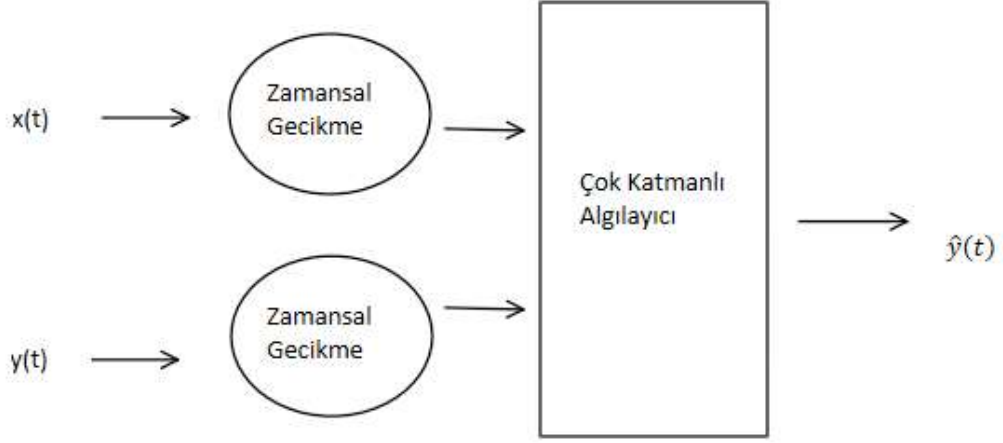 x(t)
Zamansal
Gecikme
Çok Katmanlı
Algılayıcı
ŷ(t)
Zamansal
Gecikme
y(t)